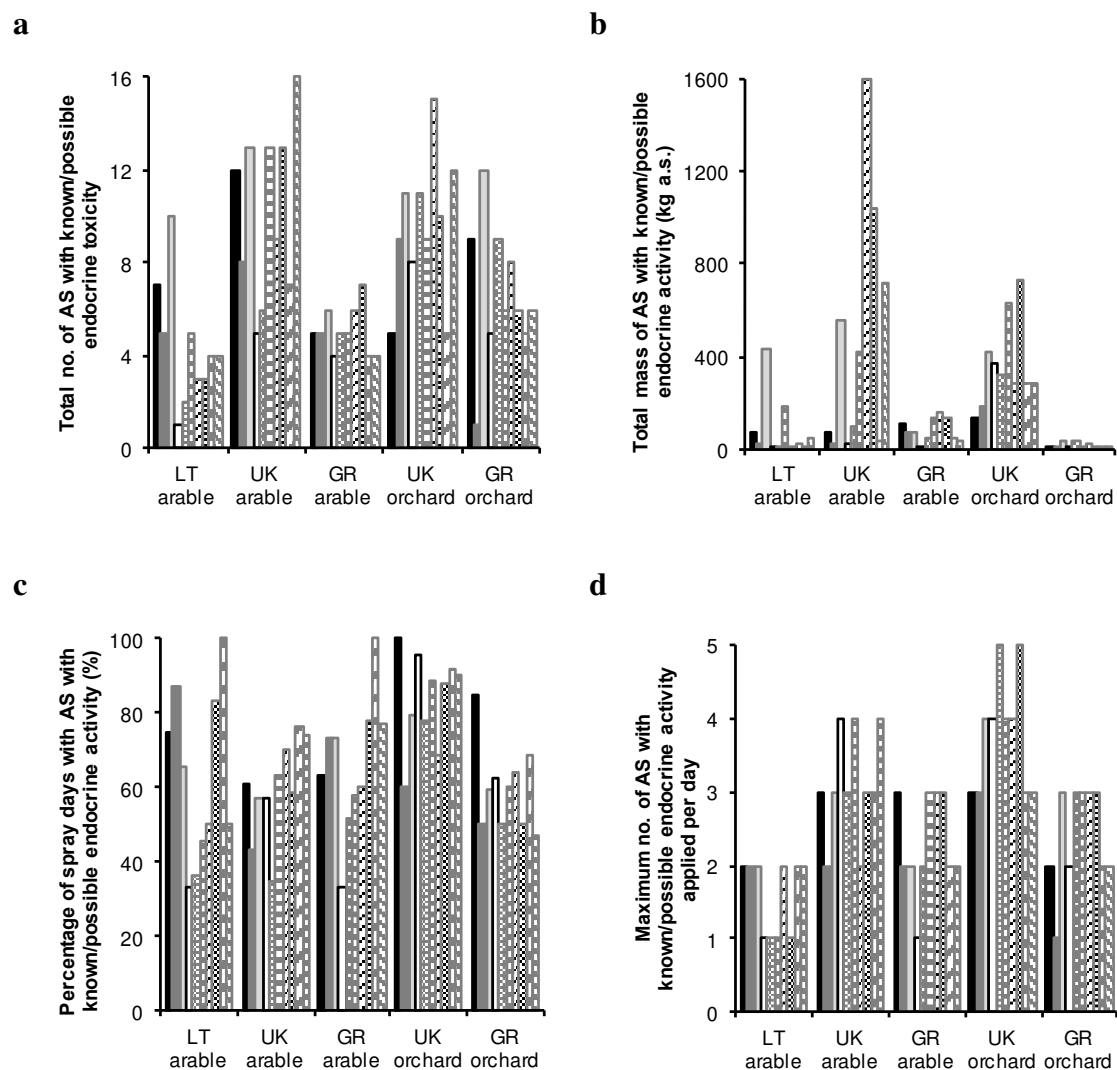 a
Total no. of AS with known/possible
endocrine toxicity
16
12
8
4
0
LT
arable
UK
arable
GR
arable
UK
orchard
GR
orchard
b
Total mass of AS with known/possible
endocrine activity (kg a.s.)
1600
1200
800
400
0
LT
arable
UK
arable
GR
arable
UK
orchard
GR
orchard
c
Percentage of spray days with AS with
known/possible endocrine activity (%)
100
80
60
40
20
0
LT
arable
UK
arable
GR
arable
UK
orchard
GR
orchard
d
Maximum no. of AS with
known/possible endocrine activity
applied per day
5
4
3
2
1
0
LT
arable
UK
arable
GR
arable
UK
orchard
GR
orchard